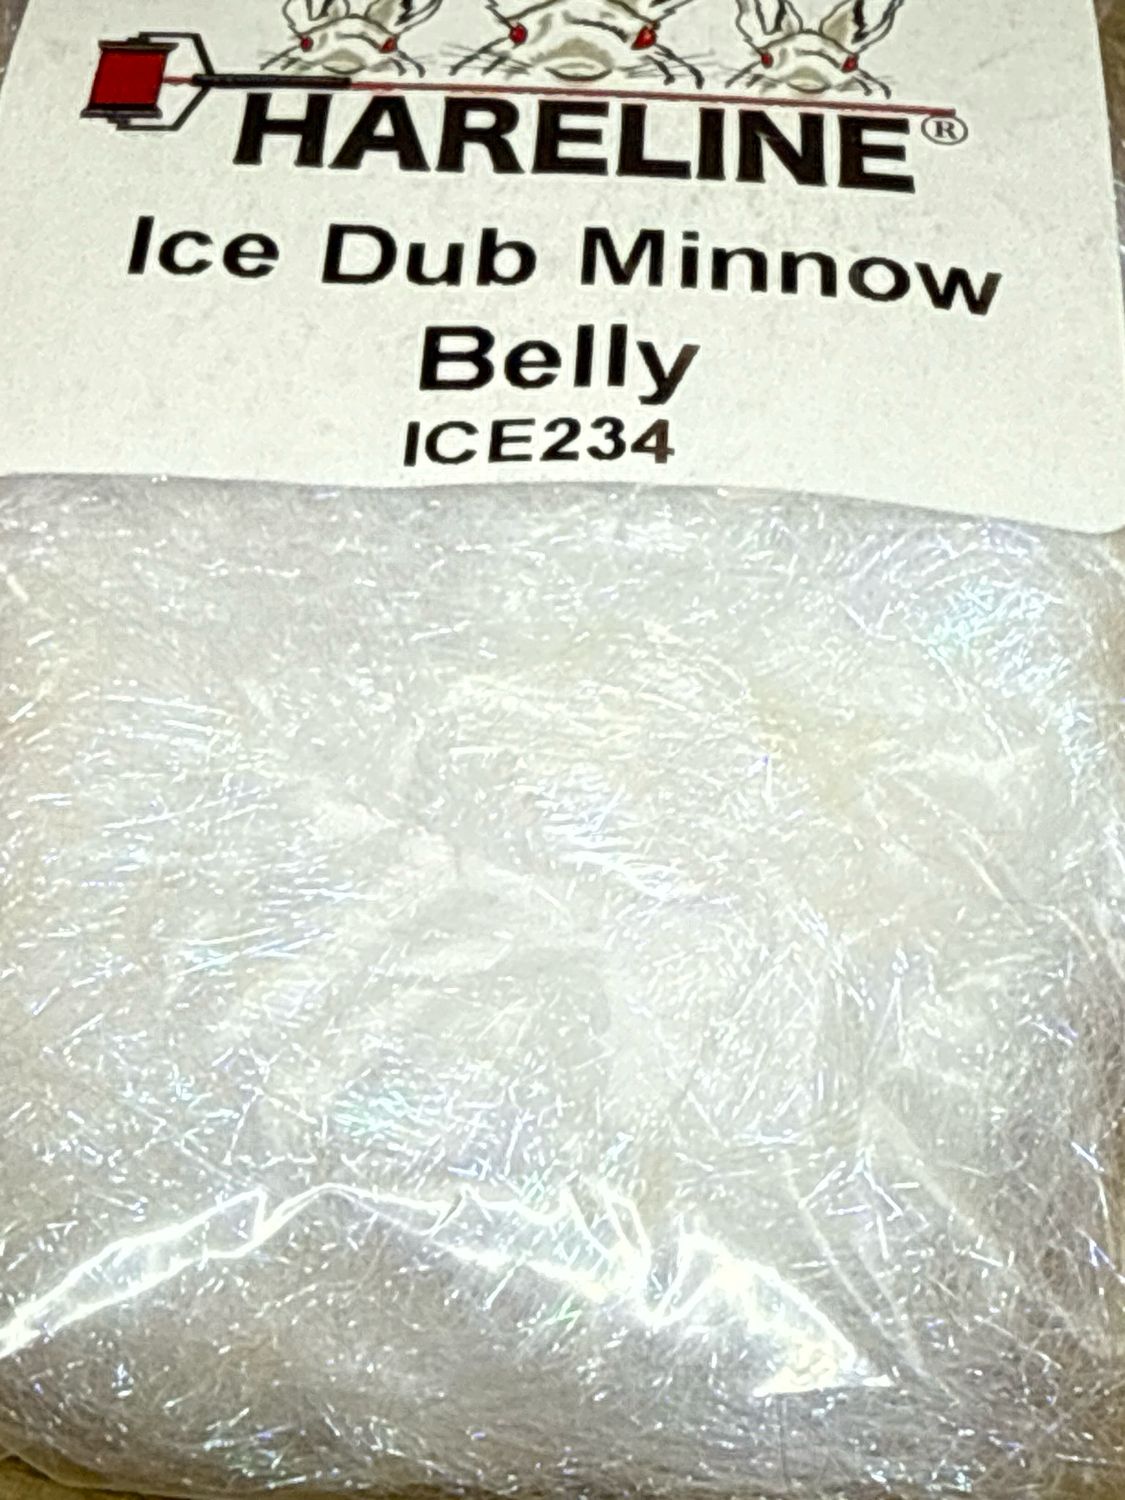 HARELINE®
Ice Dub Minnow
Belly
ICE234